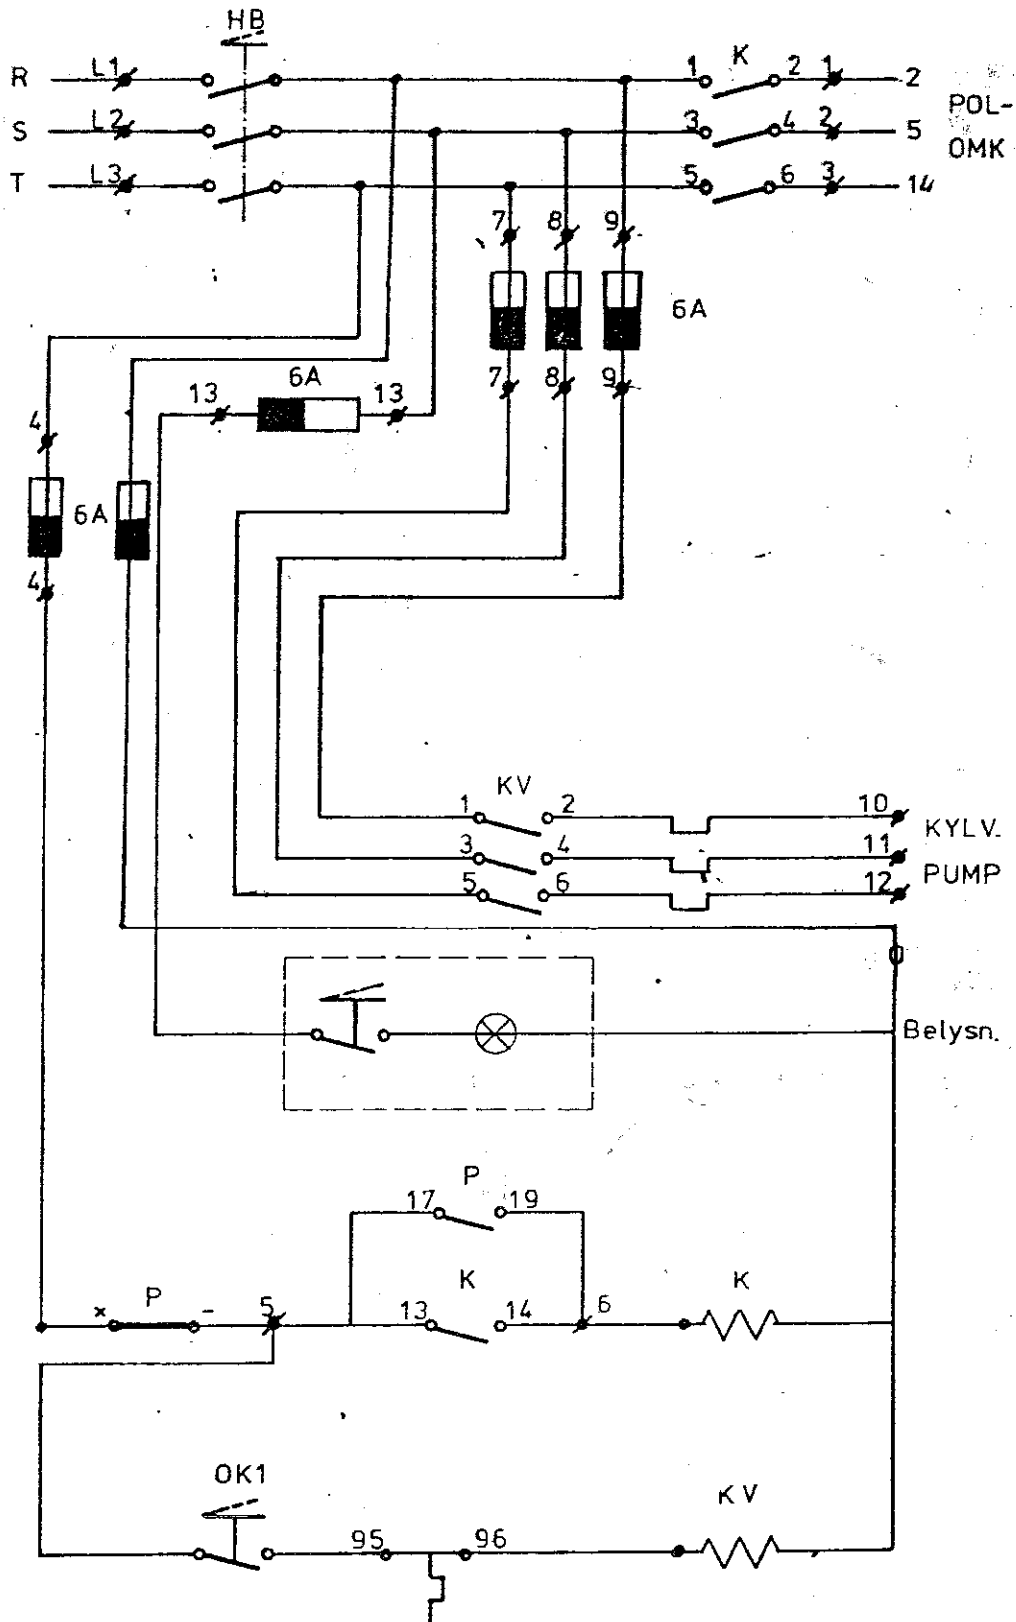 HB
R L1 1 K 2 1 2
POL-
S L2 3 4 2 5
OMK
T L3 5 6 3 14
7 8 9
6A
7 8 9
6A
13 13
4
6A
4
KV
1 2 10
KYLV.
3 4 11
PUMP
5 6 12
Belysn.
P
17 19
K K
P 5 13 14 6
x -
OK1
KV
95 96